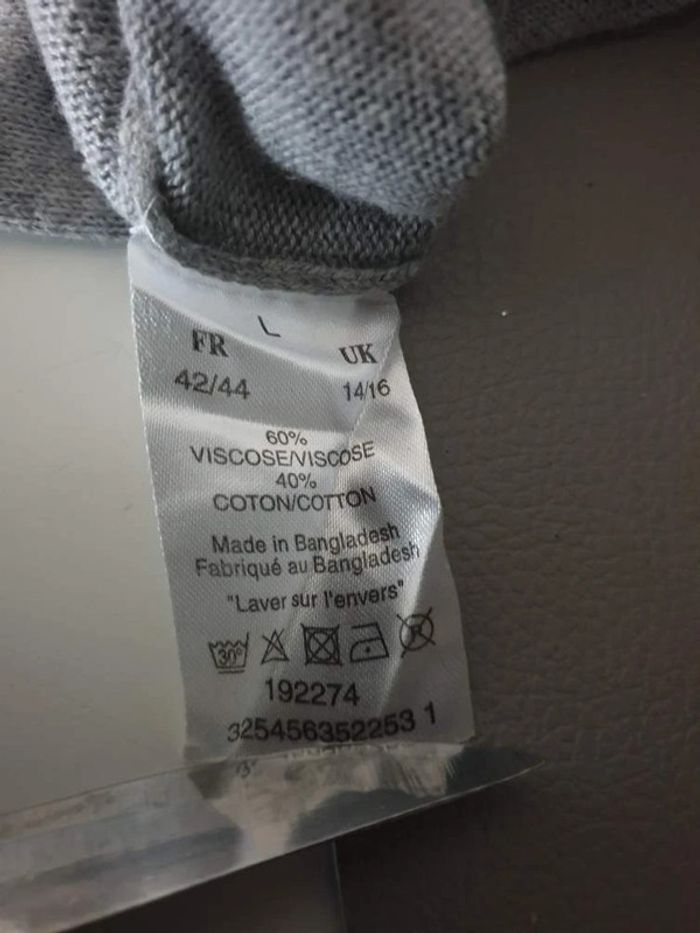 L
FR UK
42/44 14/16
60%
VISCOSE/VISCOSE
40%
COTON/COTTON
Made in Bangladesh
Fabriqué au Bangladesh
"Laver sur l'envers"
30°
192274
325456352253 1